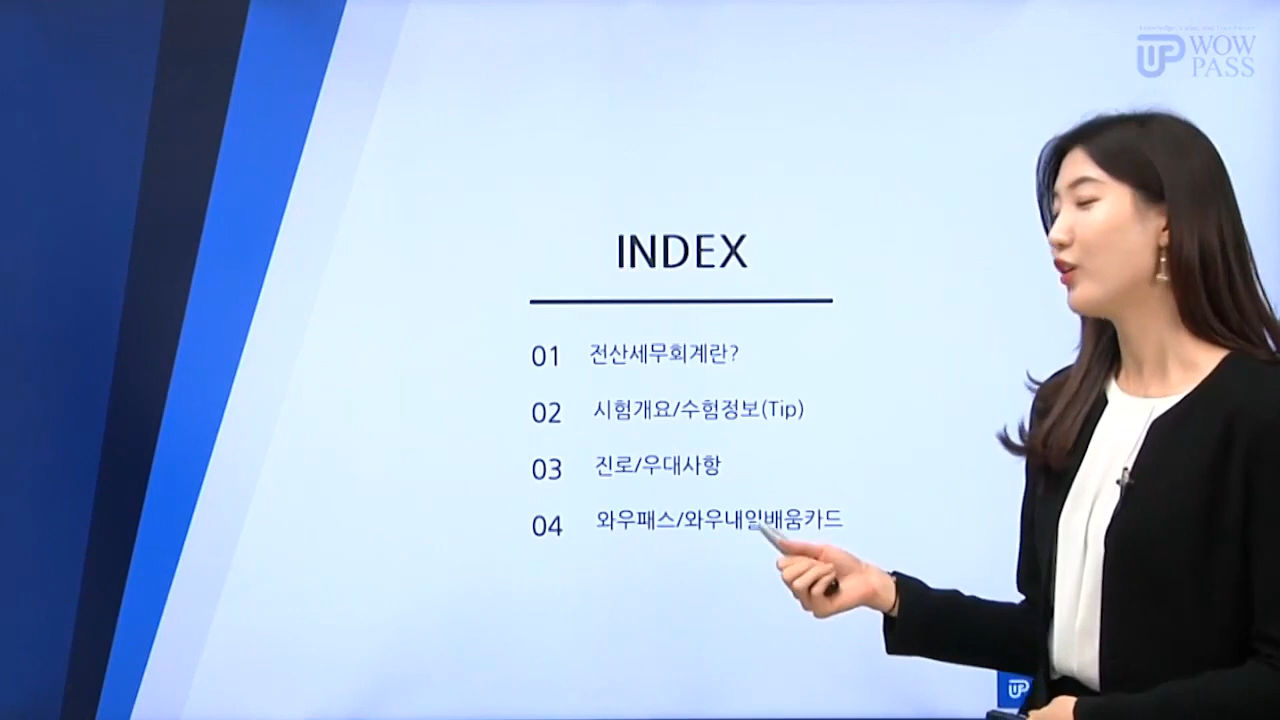 WOW
PASS
INDEX
01 전산세무회계란?
02 시험개요/수험정보(Tip)
03 진로/우대사항
04 와우패스/와우내일배움카드